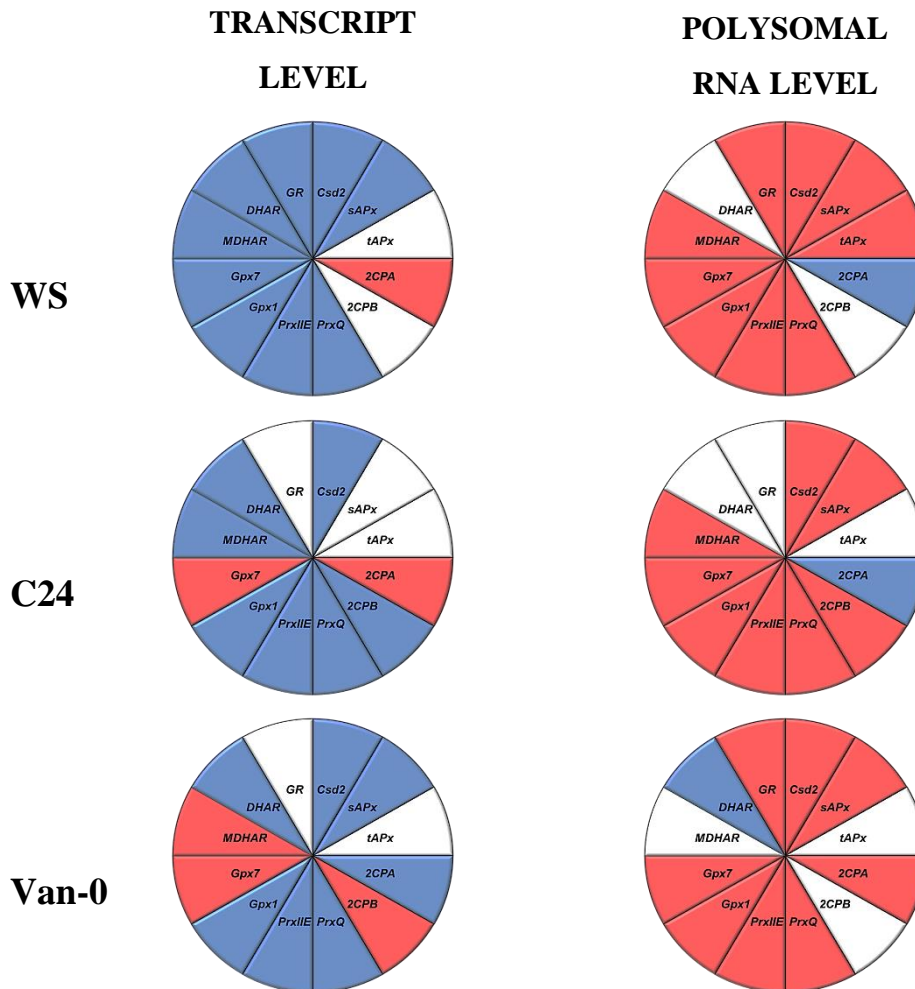 TRANSCRIPT
LEVEL
POLYSOMAL
RNA LEVEL
WS
GR
Csd2
DHAR
sAPx
MDHAR
tAPx
Gpx7
2CPA
Gpx1
2CPB
PrxIIE
PrxQ
GR
Csd2
DHAR
sAPx
MDHAR
tAPx
Gpx7
2CPA
Gpx1
2CPB
PrxIIE
PrxQ
C24
GR
Csd2
DHAR
sAPx
MDHAR
tAPx
Gpx7
2CPA
Gpx1
2CPB
PrxIIE
PrxQ
GR
Csd2
DHAR
sAPx
MDHAR
tAPx
Gpx7
2CPA
Gpx1
2CPB
PrxIIE
PrxQ
Van-0
GR
Csd2
DHAR
sAPx
MDHAR
tAPx
Gpx7
2CPA
Gpx1
2CPB
PrxIIE
PrxQ
GR
Csd2
DHAR
sAPx
MDHAR
tAPx
Gpx7
2CPA
Gpx1
2CPB
PrxIIE
PrxQ